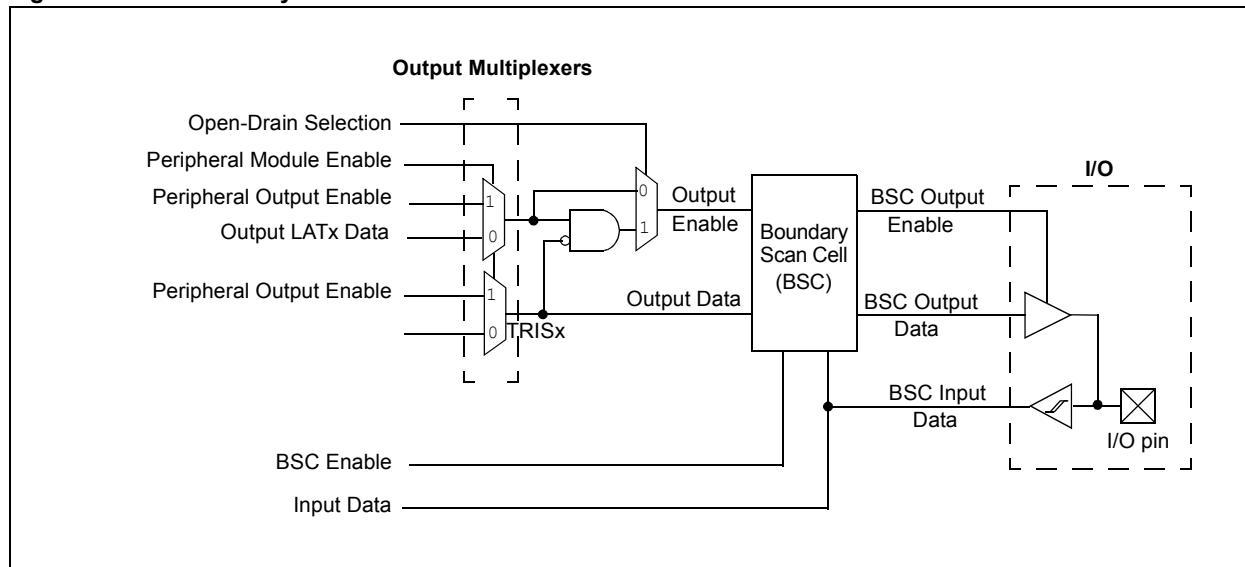 Output Multiplexers
Open-Drain Selection
Peripheral Module Enable
Peripheral Output Enable
1
Output LATx Data
0
Peripheral Output Enable
1
0
TRISx
0
1
Output
Enable
Output Data
Boundary
Scan Cell
(BSC)
BSC Output
Enable
BSC Output
Data
BSC Input
Data
I/O
I/O pin
BSC Enable
Input Data